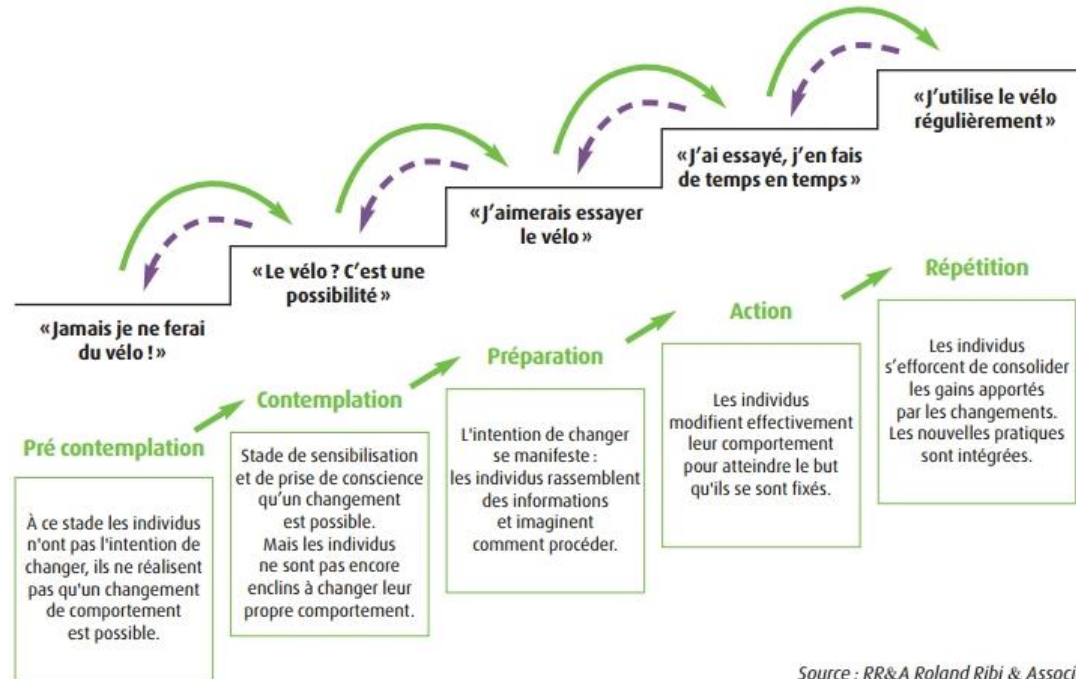 « J'utilise le vélo
régulièrement »
« J'ai essayé, j'en fais
de temps en temps »
« J'aimerais essayer
le vélo »
« Le vélo ? C'est une
possibilité »
« Jamais je ne ferai
du vélo ! »
Pré contemplation
À ce stade les individus
n'ont pas l'intention de
changer, ils ne réalisent
pas qu'un changement
de comportement
est possible.
Contemplation
Stade de sensibilisation
et de prise de conscience
qu'un changement
est possible.
Mais les individus
ne sont pas encore
enclins à changer leur
propre comportement.
Préparation
L'intention de changer
se manifeste :
les individus rassemblent
des informations
et imaginent
comment procéder.
Action
Les individus
modifient effectivement
leur comportement
pour atteindre le but
qu'ils se sont fixés.
Répétition
Les individus
s'efforcent de consolider
les gains apportés
par les changements.
Les nouvelles pratiques
sont intégrées.
Source : RR&A Roland Ribi &